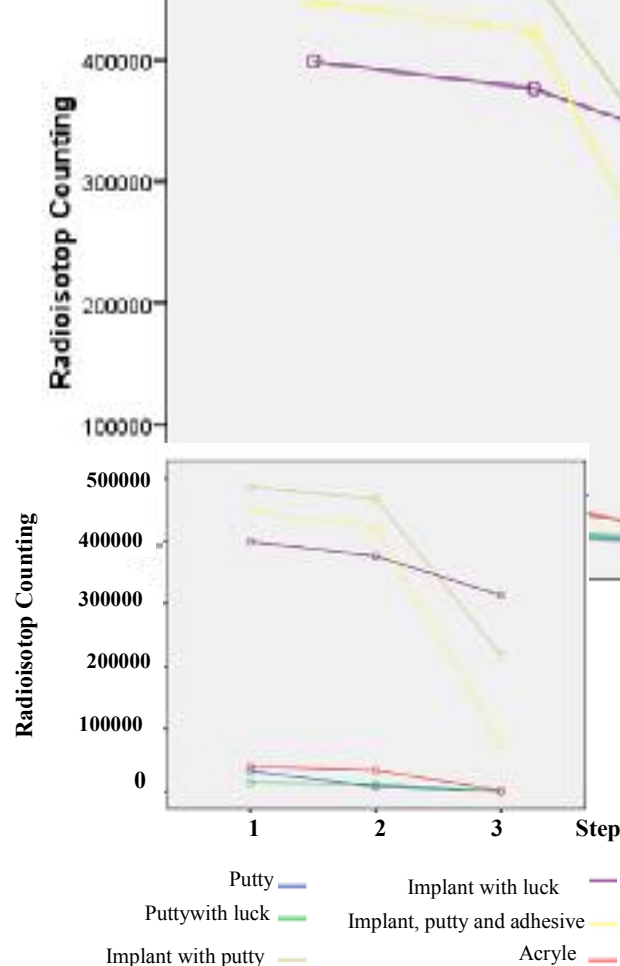 400000
300000
200000
100000
Radioisotop Counting
500000
400000
300000
200000
100000
0
Radioisotop Counting
1 2 3 Step
Putty
Implant with luck
Puttywith luck
Implant, putty and adhesive
Implant with putty
Acryle